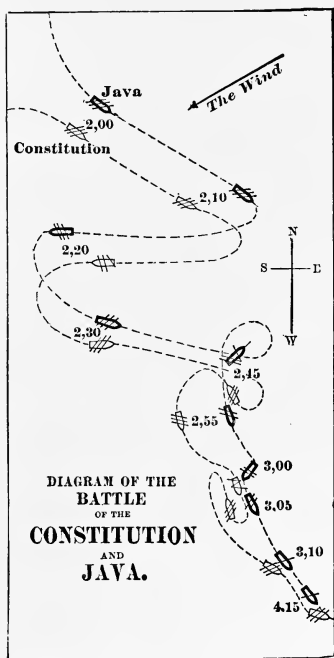 Java
The Wind
2,00
Constitution
2,10
2,20
N
S E
W
2,30
2,45
2,55
3,00
3,05
3,10
4.15
DIAGRAM OF THE
BATTLE
OF THE
CONSTITUTION
AND
JAVA.